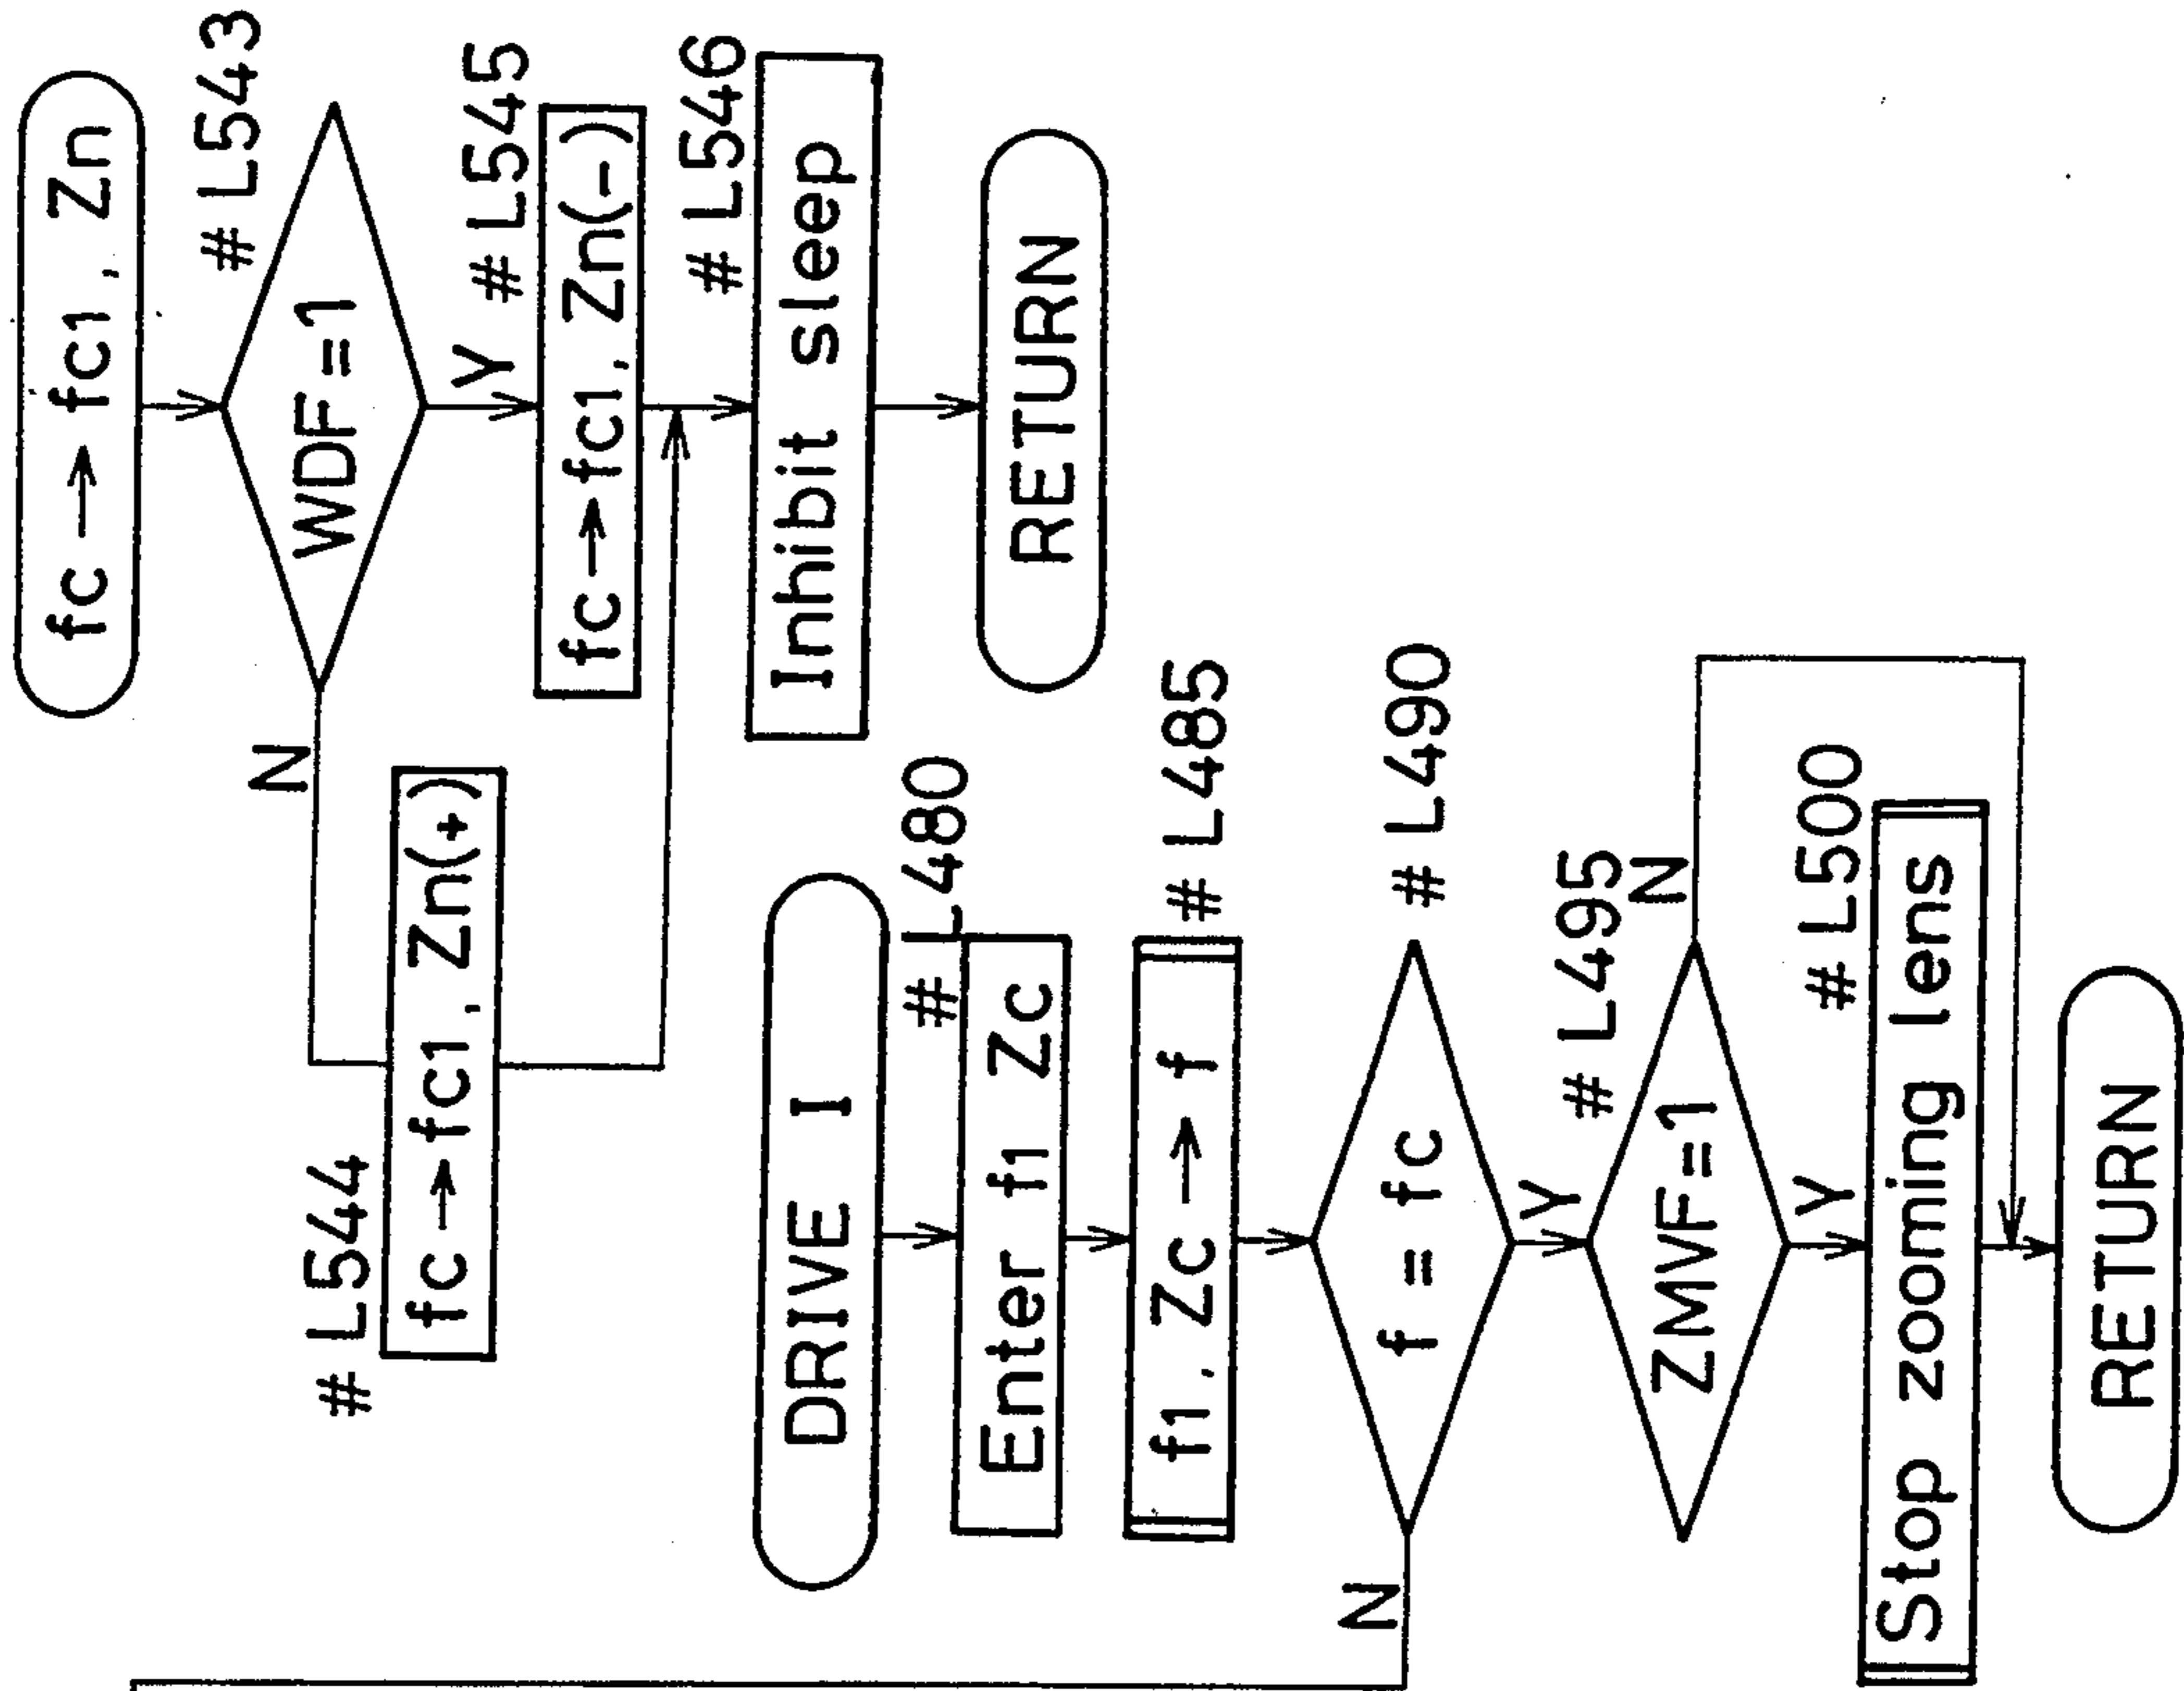 fc → fc1, Zn
# L543
WDF=1
N
Y
# L544
fc→fc1, Zn(+)
# L545
fc→fc1, Zn(-)
# L546
Inhibit sleep
RETURN
DRIVE I
# L480
Enter f1 Zc
# L485
f1, Zc → f
# L490
f = fc
N
Y
# L495
ZMVF=1
N
Y
# L500
Stop zooming lens
RETURN